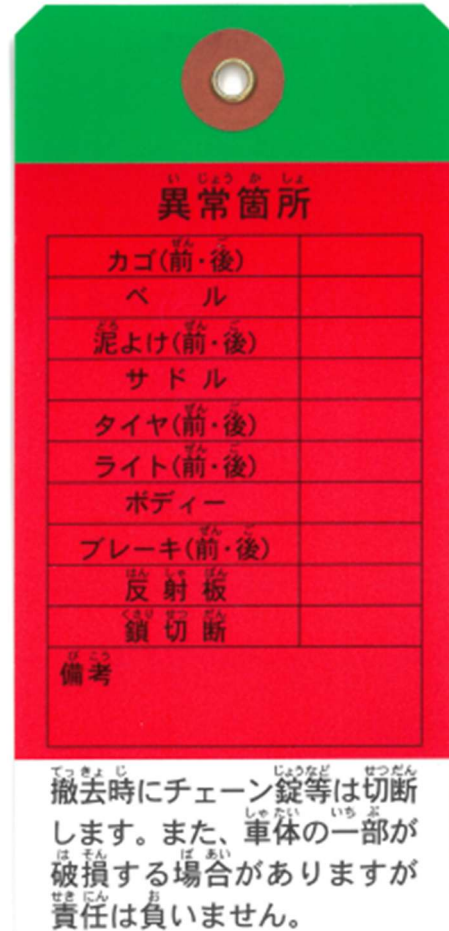 異常箇所
カゴ(前・後)
ベル
泥よけ(前・後)
サドル
タイヤ(前・後)
ライト(前・後)
ボディー
ブレーキ(前・後)
反射板
鎖切断
備考
撤去時にチェーン錠等は切断
します。また、車体の一部が
破損する場合がありますが
責任は負いません。